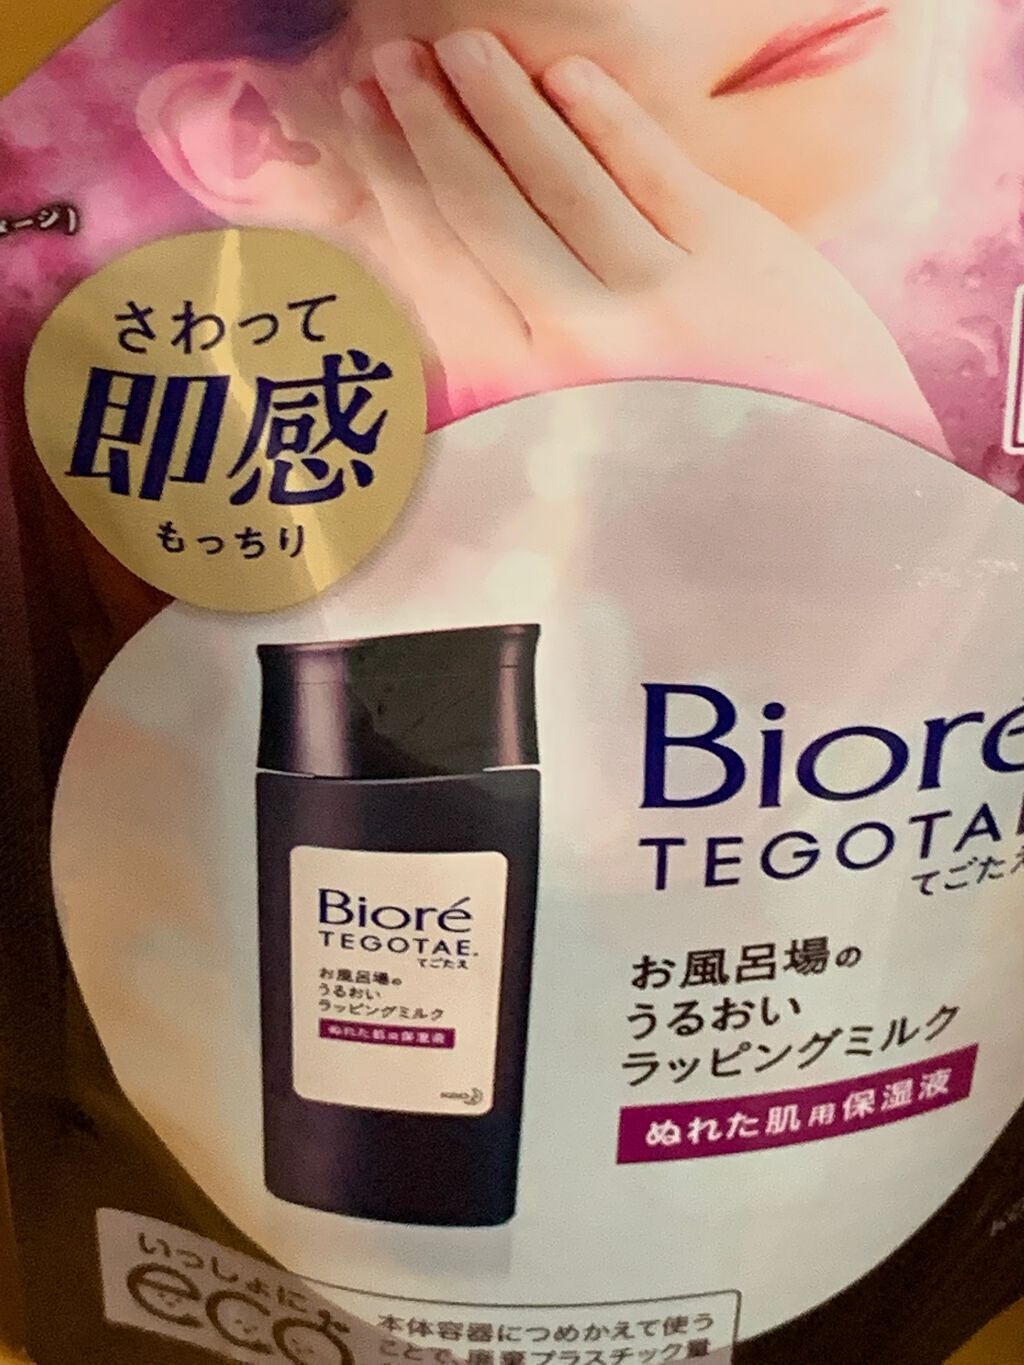 さわって
即感
もっちり
Bioré
TEGOTAE
てごたえ
お風呂場の
うるおい
ラッピングミルク
ぬれた肌用保湿液
Bioré
TEGOTAE.
てごたえ
お風呂場の
うるおい
ラッピングミルク
ぬれた肌用保湿液
いっしょに
eco
本体容器につめかえて使う
ことで、廃棄プラスチック量